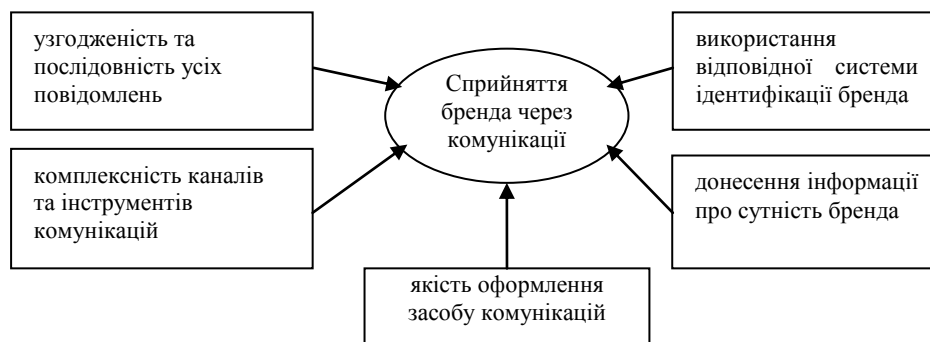 узгодженість та
послідовність усіх
повідомлень
Сприйняття
бренда через
комунікації
використання
відповідної системи
ідентифікації бренда
комплексність каналів
та інструментів
комунікацій
донесення інформації
про сутність бренда
якість оформлення
засобу комунікацій